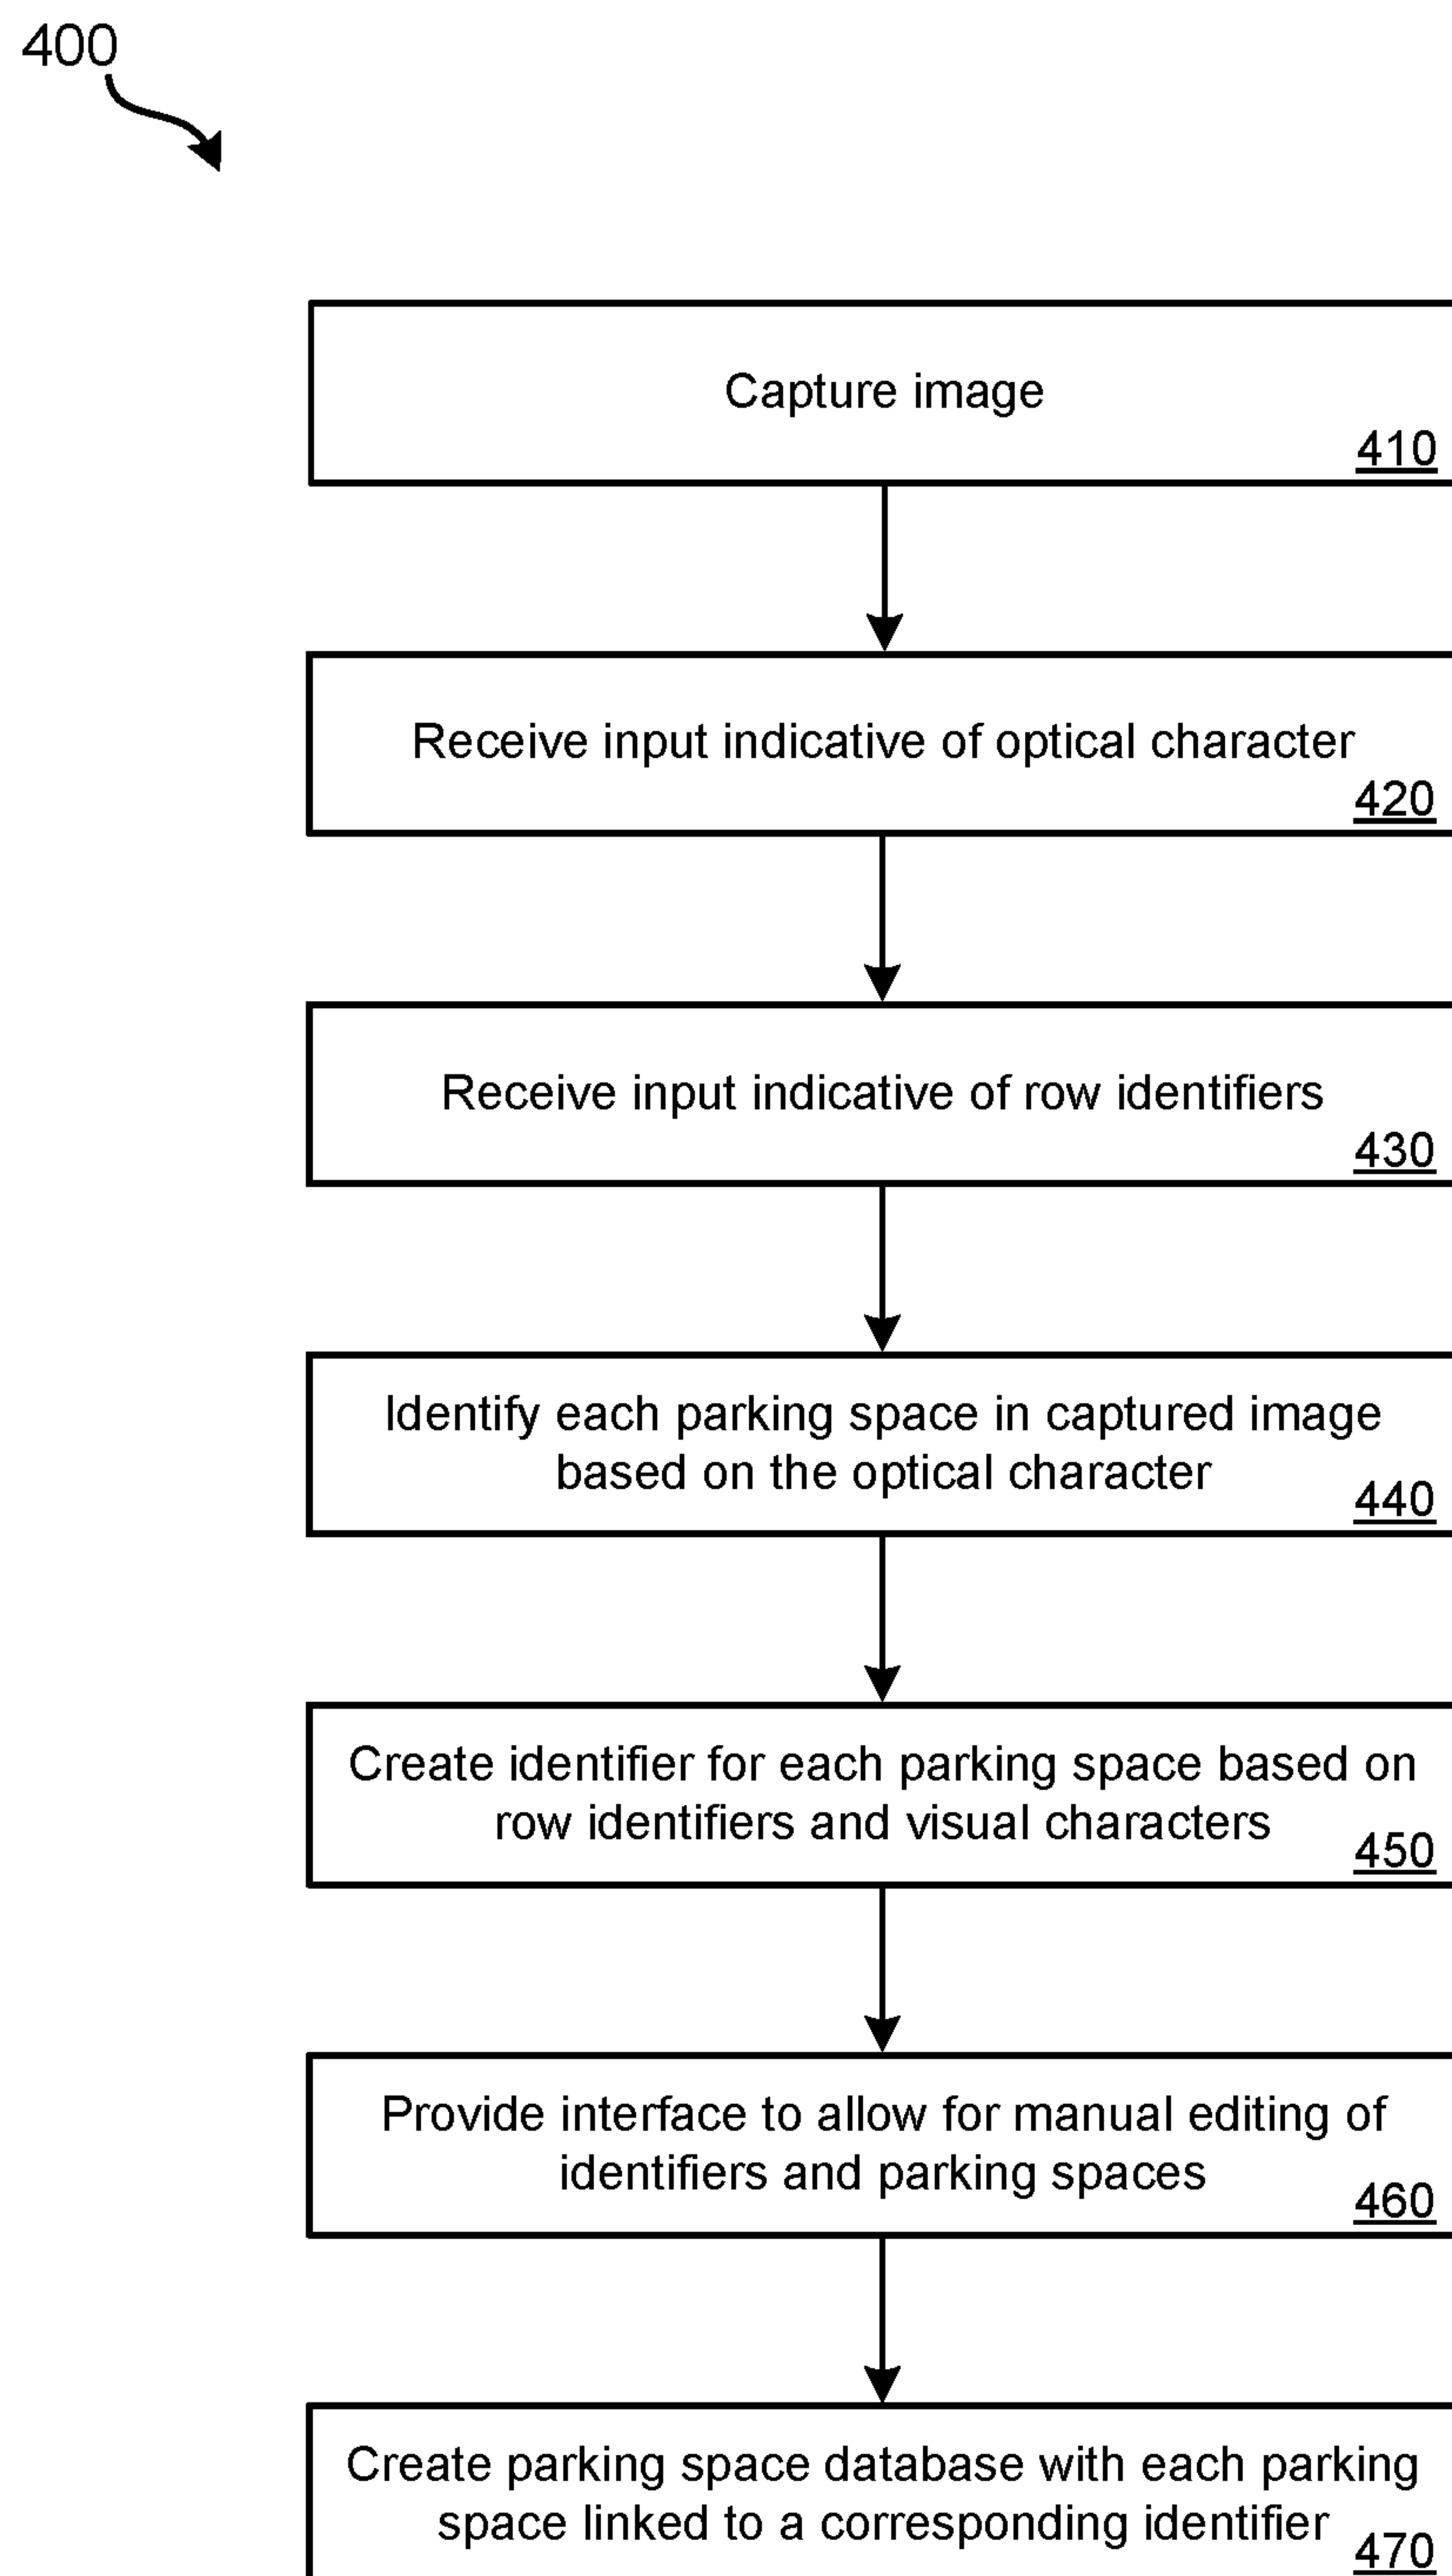 400
Capture image
410
Receive input indicative of optical character
420
Receive input indicative of row identifiers
430
Identify each parking space in captured image
based on the optical character
440
Create identifier for each parking space based on
row identifiers and visual characters
450
Provide interface to allow for manual editing of
identifiers and parking spaces
460
Create parking space database with each parking
space linked to a corresponding identifier
470